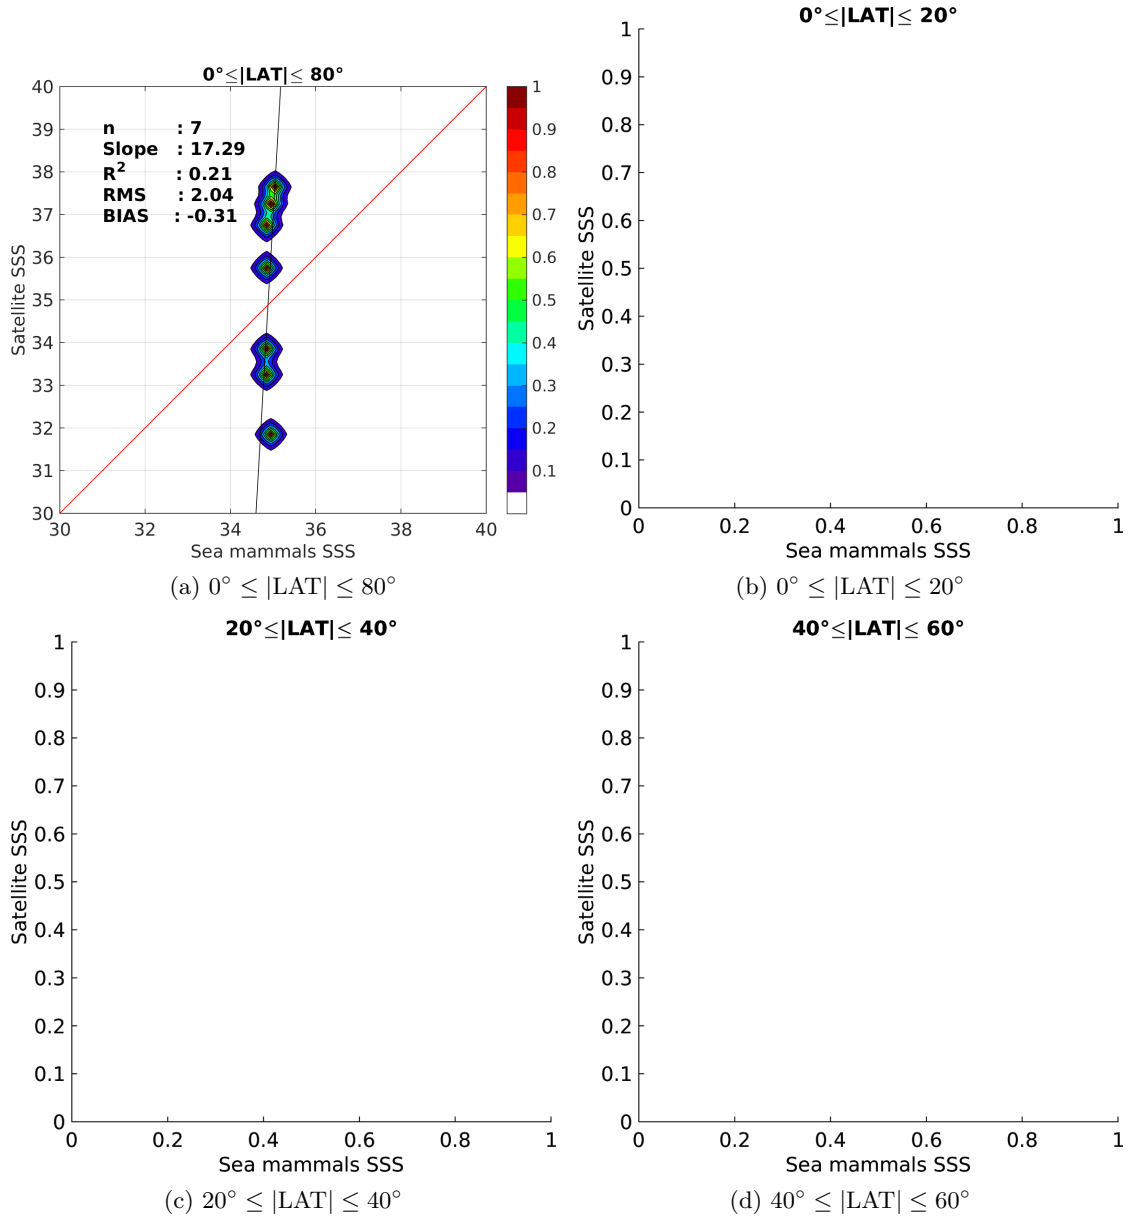 0°≤|LAT|≤ 80°
n : 7
Slope : 17.29
R² : 0.21
RMS : 2.04
BIAS : -0.31
40
39
38
37
36
35
34
33
32
31
30
30 32 34 36 38 40
Satellite SSS
Sea mammals SSS
1
0.9
0.8
0.7
0.6
0.5
0.4
0.3
0.2
0.1
(a) 0° ≤ |LAT| ≤ 80°
0°≤|LAT|≤ 20°
1
0.9
0.8
0.7
0.6
0.5
0.4
0.3
0.2
0.1
0
0 0.2 0.4 0.6 0.8 1
Satellite SSS
Sea mammals SSS
(b) 0° ≤ |LAT| ≤ 20°
20°≤|LAT|≤ 40°
1
0.9
0.8
0.7
0.6
0.5
0.4
0.3
0.2
0.1
0
0 0.2 0.4 0.6 0.8 1
Satellite SSS
Sea mammals SSS
(c) 20° ≤ |LAT| ≤ 40°
40°≤|LAT|≤ 60°
1
0.9
0.8
0.7
0.6
0.5
0.4
0.3
0.2
0.1
0
0 0.2 0.4 0.6 0.8 1
Satellite SSS
Sea mammals SSS
(d) 40° ≤ |LAT| ≤ 60°